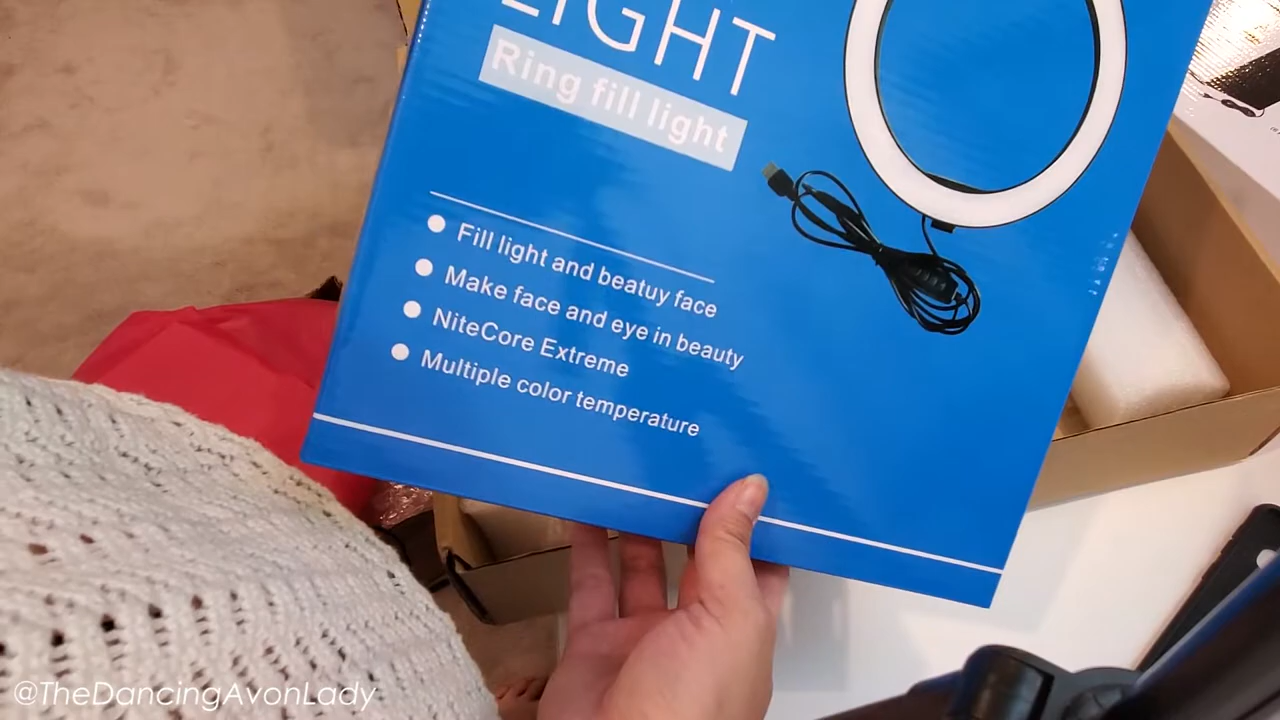 LIGHT
Ring fill light
Fill light and beatuy face
Make face and eye in beauty
NiteCore Extreme
Multiple color temperature
@TheDancingAvonLady